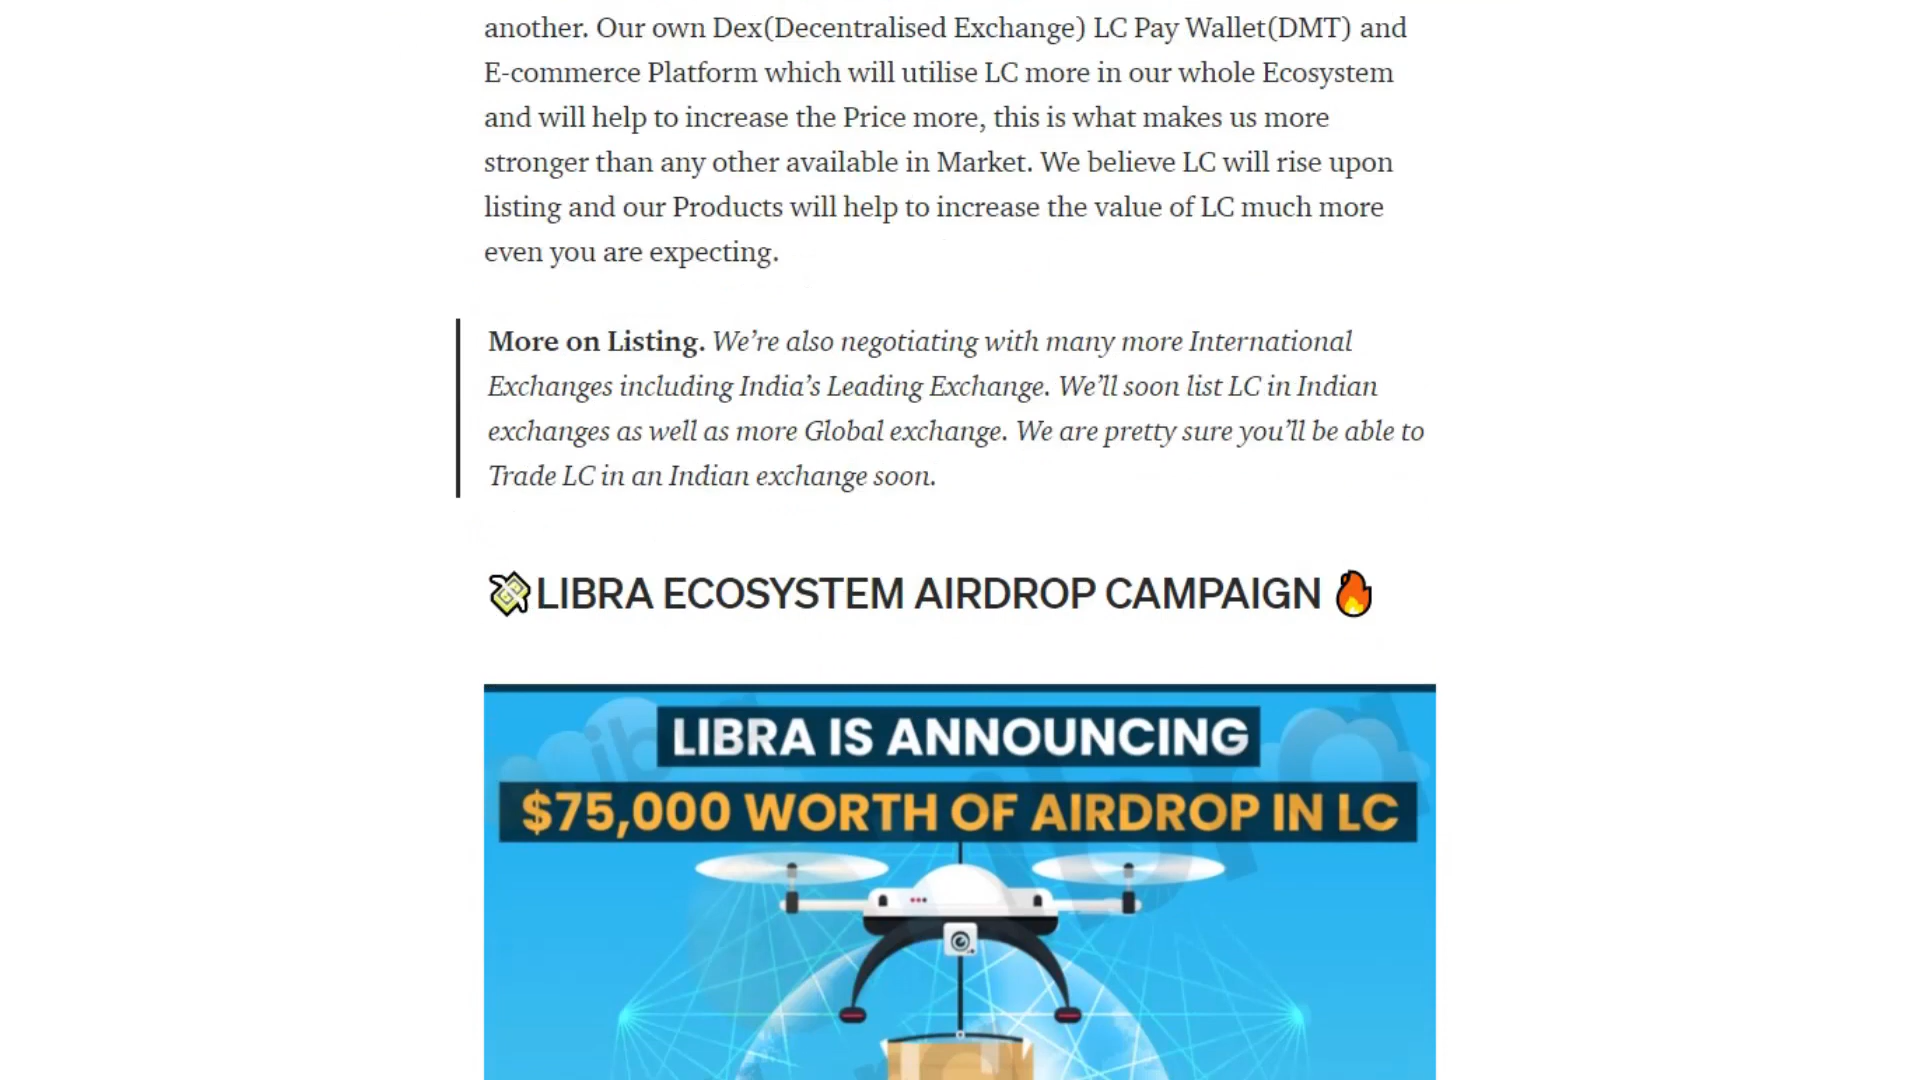 another. Our own Dex(Decentralised Exchange) LC Pay Wallet(DMT) and
E-commerce Platform which will utilise LC more in our whole Ecosystem
and will help to increase the Price more, this is what makes us more
stronger than any other available in Market. We believe LC will rise upon
listing and our Products will help to increase the value of LC much more
even you are expecting.
More on Listing. We’re also negotiating with many more International
Exchanges including India’s Leading Exchange. We’ll soon list LC in Indian
exchanges as well as more Global exchange. We are pretty sure you’ll be able to
Trade LC in an Indian exchange soon.
💸LIBRA ECOSYSTEM AIRDROP CAMPAIGN 🔥
LIBRA IS ANNOUNCING
$75,000 WORTH OF AIRDROP IN LC